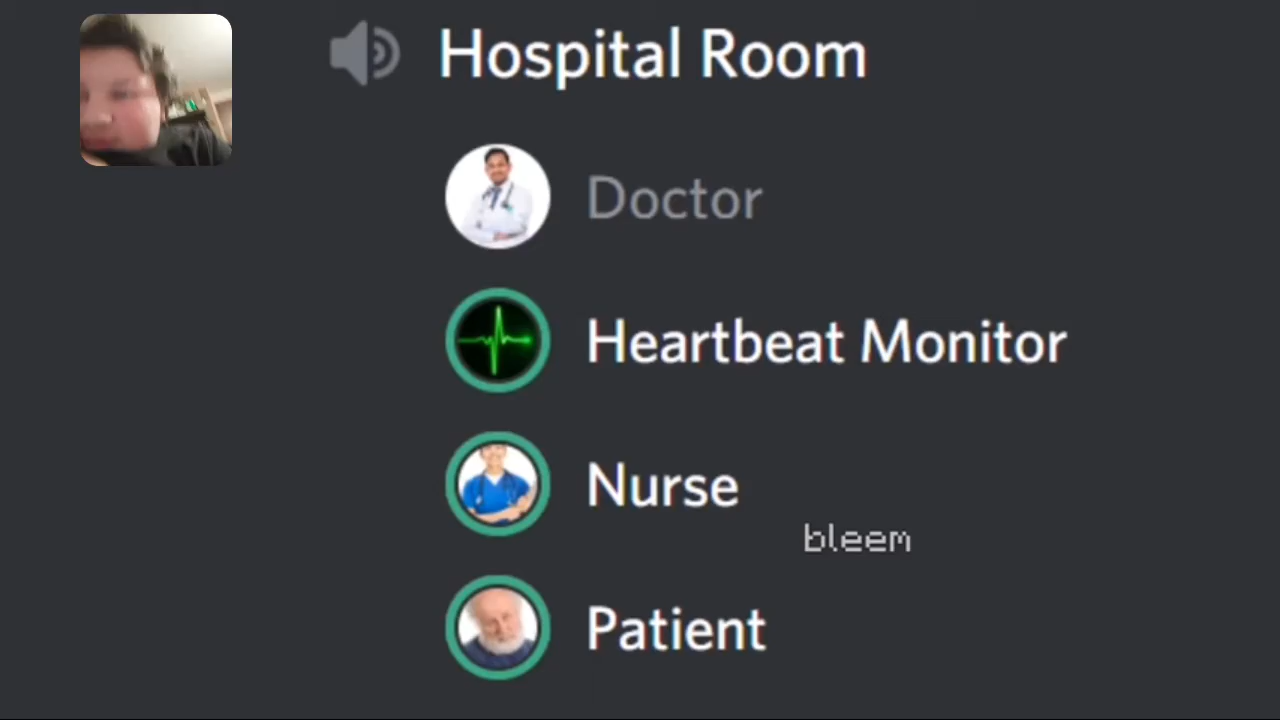 Hospital Room
Doctor
Heartbeat Monitor
Nurse
bleem
Patient